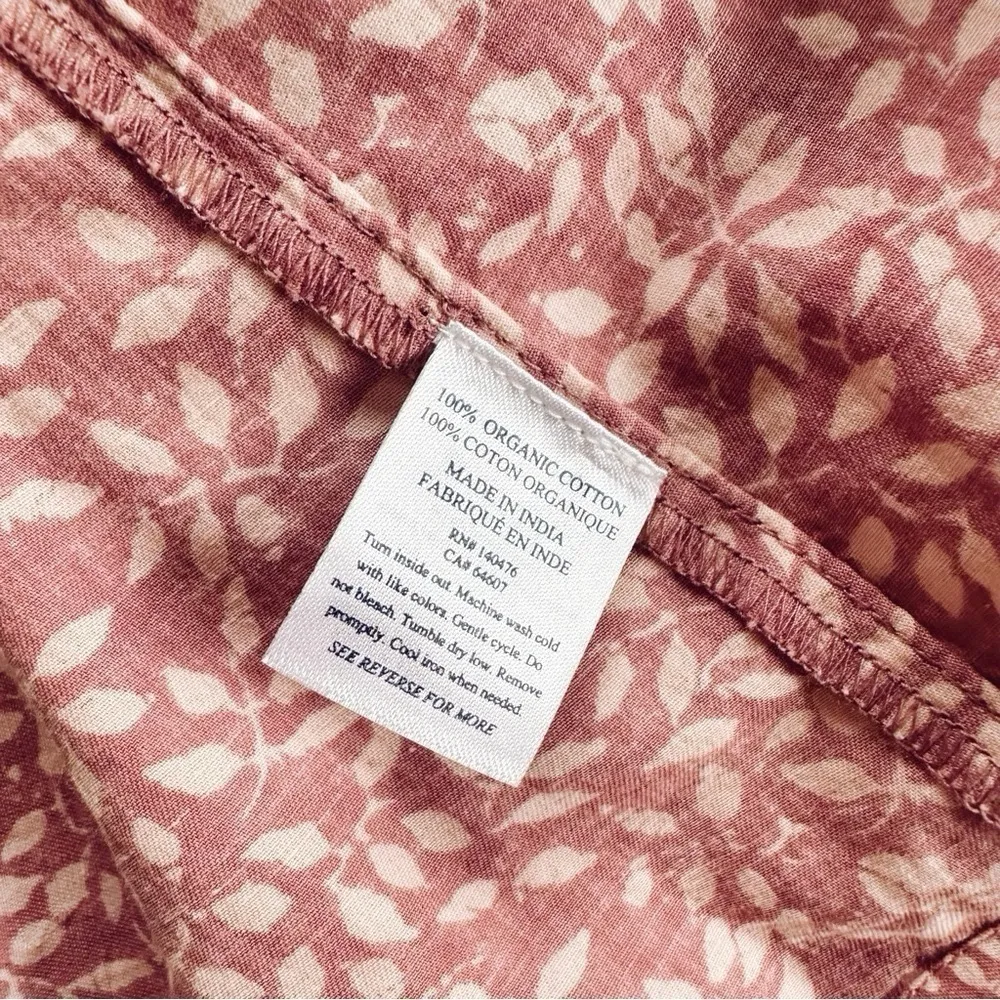 100% ORGANIC COTTON
100% COTON ORGANIQUE
MADE IN INDIA
FABRIQUÉ EN INDE
RN# 140476
CA# 64607
Turn inside out. Machine wash cold
with like colors. Gentle cycle. Do
not bleach. Tumble dry low. Remove
promptly. Cool iron when needed.
SEE REVERSE FOR MORE